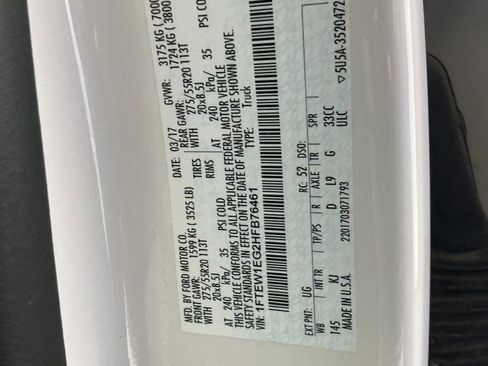 MFD. BY FORD MOTOR CO.
DATE: 03/17 GVWR: 3175 KG ( 7000
FRONT GAWR: 1599 KG ( 3525 LB) REAR GAWR: 1724 KG ( 3800
WITH 275/55R20 113T TIRES WITH 275/55R20 113T
20x8.5J RIMS 20x8.5J
AT 240 kPa/ 35 PSI COLD AT 240 kPa/ 35 PSI COL
THIS VEHICLE CONFORMS TO ALL APPLICABLE FEDERAL MOTOR VEHICLE
SAFETY STANDARDS IN EFFECT ON THE DATE OF MANUFACTURE SHOWN ABOVE.
VIN: 1FTEW1EG2HFB76461
TYPE: Truck
EXT PNT: UG RC: 52 DSO:
WB INT TR TP/PS R AXLE TR SPR
145 KJ D L9 G 33CC
ULC
MADE IN U.S.A. 2201703071793
▽5U5A-3520472